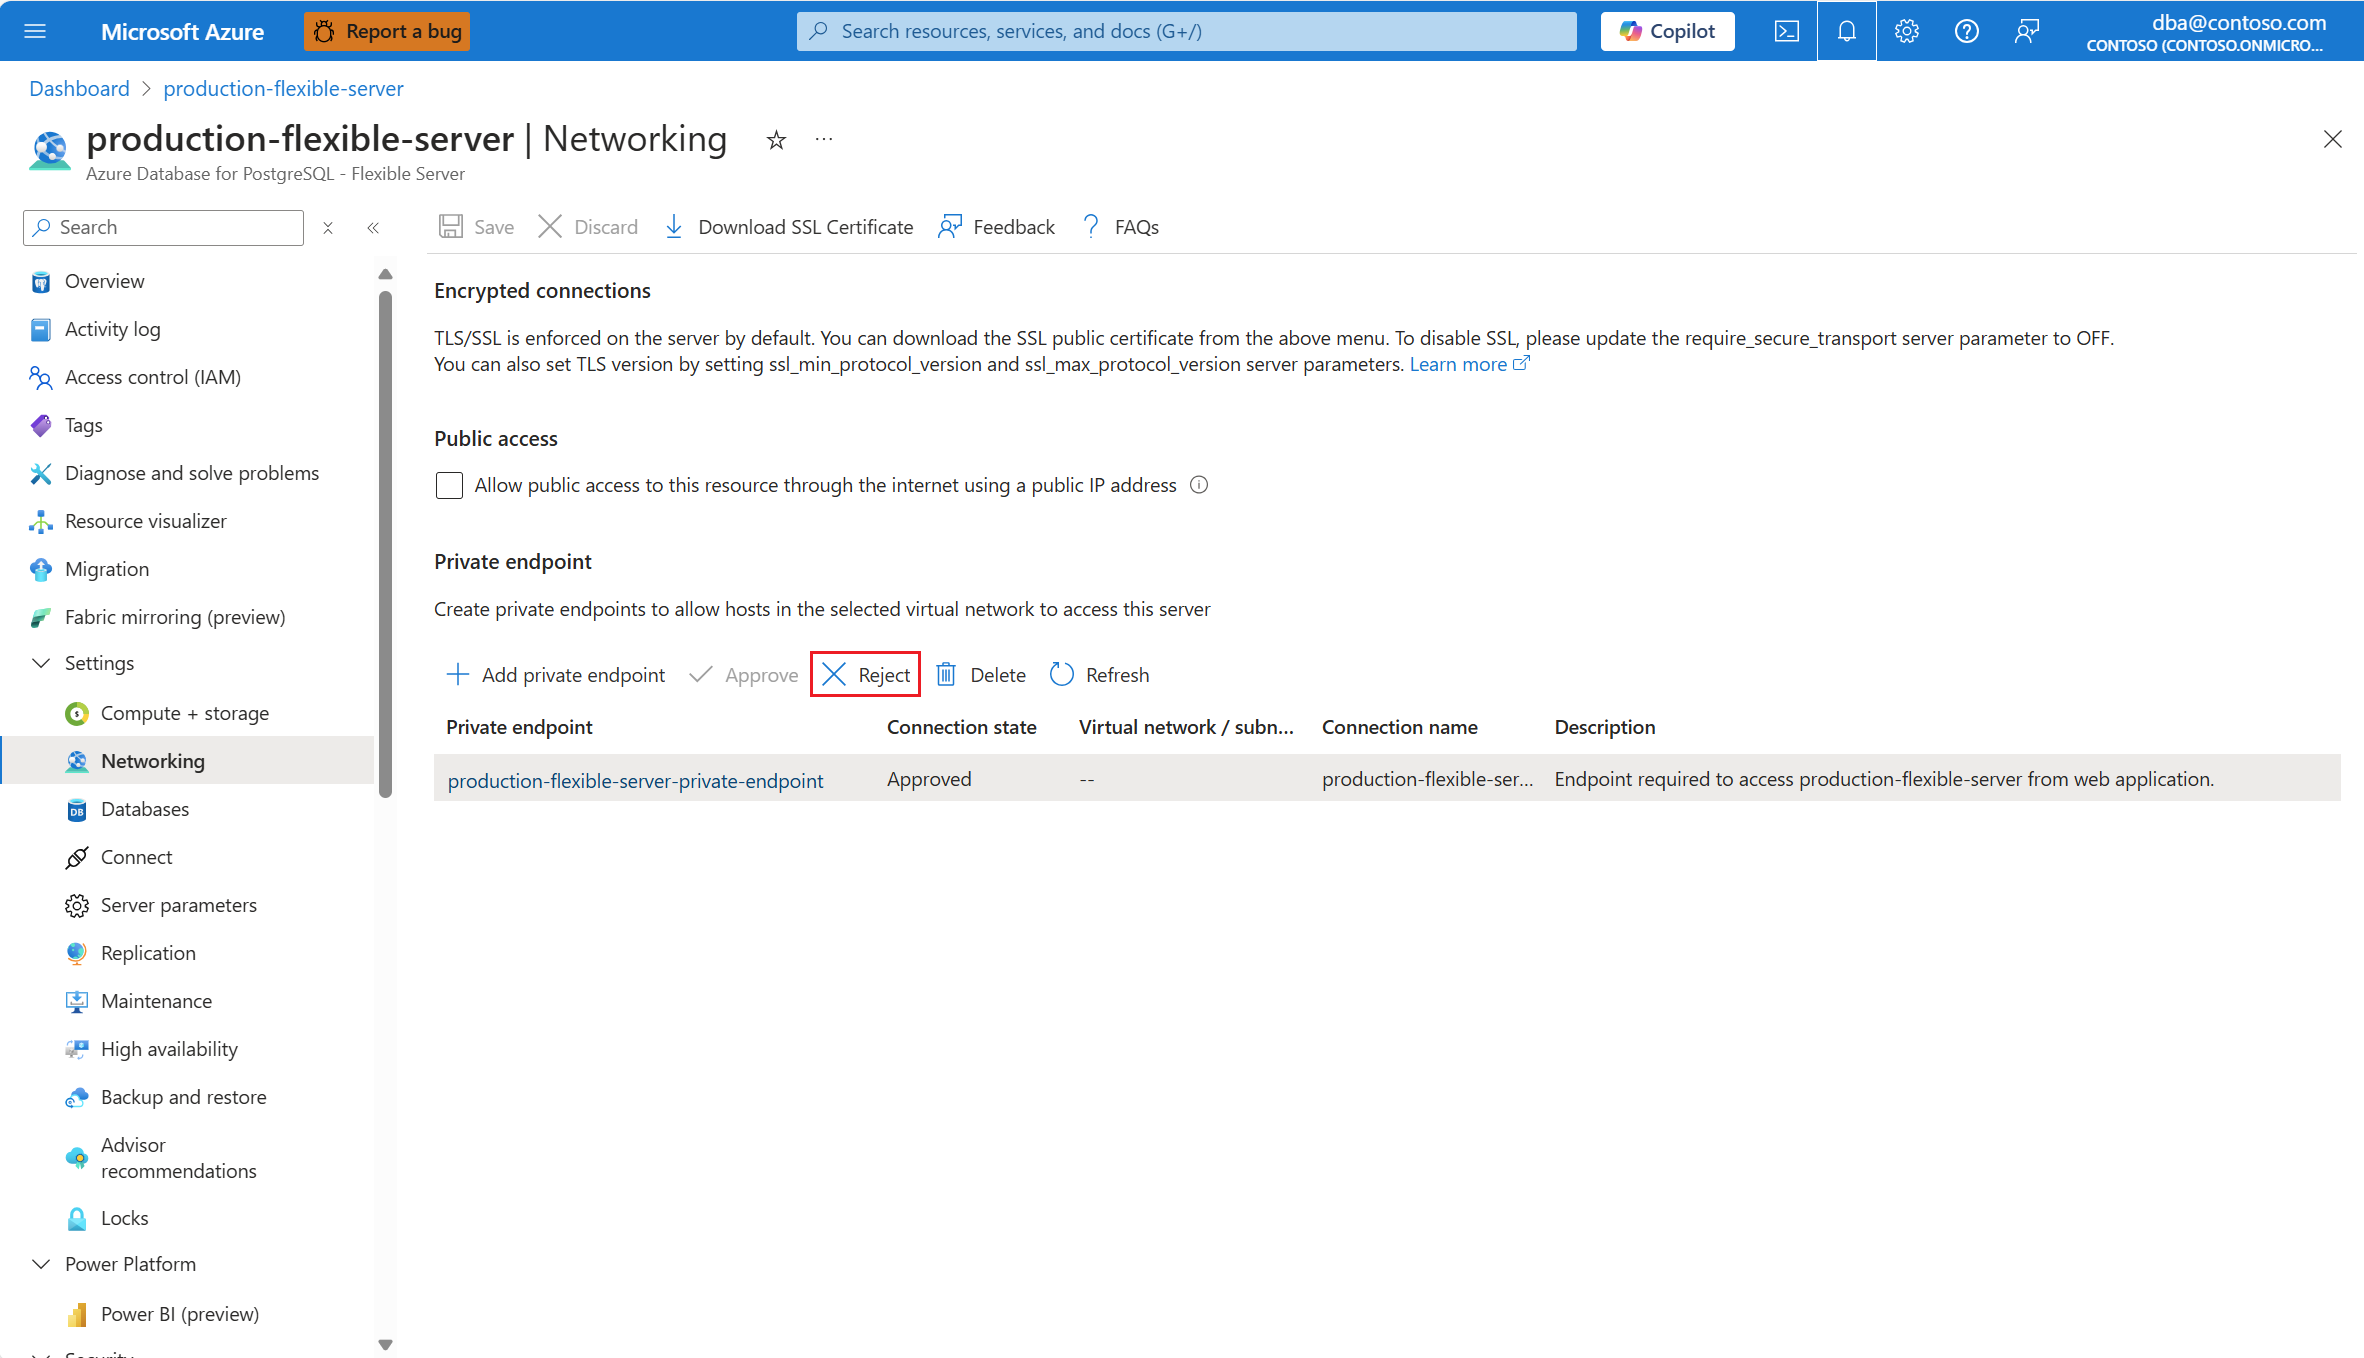 Microsoft Azure
Report a bug
Search resources, services, and docs (G+/)
Copilot
dba@contoso.com
CONTOSO (CONTOSO.ONMICRO...
Dashboard > production-flexible-server
production-flexible-server | Networking
Azure Database for PostgreSQL - Flexible Server
Search
Save
Discard
Download SSL Certificate
Feedback
FAQs
Overview
Activity log
Access control (IAM)
Tags
Diagnose and solve problems
Resource visualizer
Migration
Fabric mirroring (preview)
Settings
Compute + storage
Networking
Databases
Connect
Server parameters
Replication
Maintenance
High availability
Backup and restore
Advisor
recommendations
Locks
Power Platform
Power BI (preview)
Security
Encrypted connections
TLS/SSL is enforced on the server by default. You can download the SSL public certificate from the above menu. To disable SSL, please update the require_secure_transport server parameter to OFF.
You can also set TLS version by setting ssl_min_protocol_version and ssl_max_protocol_version server parameters. Learn more
Public access
Allow public access to this resource through the internet using a public IP address
Private endpoint
Create private endpoints to allow hosts in the selected virtual network to access this server
Add private endpoint
Approve
Reject
Delete
Refresh
Private endpoint Connection state Virtual network / subn... Connection name Description
production-flexible-server-private-endpoint Approved -- production-flexible-ser... Endpoint required to access production-flexible-server from web application.